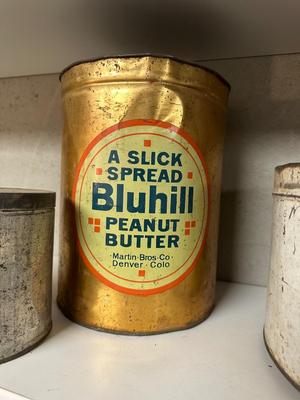 A SLICK
SPREAD
Bluhill
PEANUT
BUTTER
·Martin·Bros·Co·
Denver·Colo